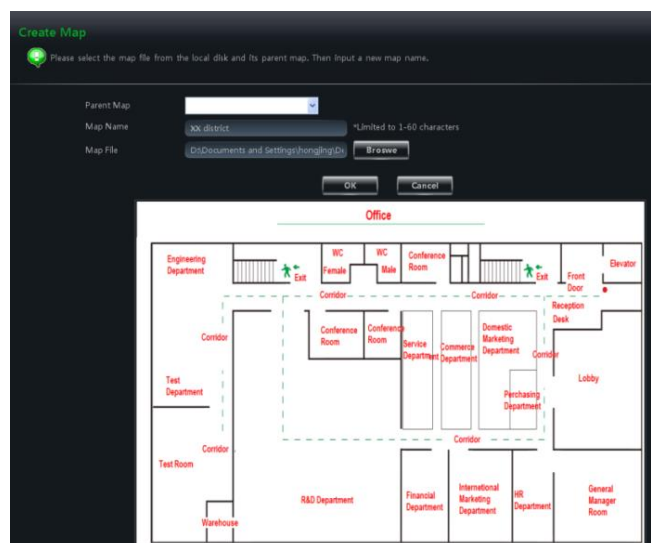 Create Map
Please select the map file from the local disk and its parent map. Then input a new map name.
Parent Map
Map Name
XX district
*Limited to 1-60 characters
Map File
D:\Documents and Settings\hongjing\De
Broswe
OK
Cancel
Office
Engineering
Department
Exit
WC
Female
WC
Male
Conference
Room
Exit
Front
Door
Elevator
Corridor
Corridor
Reception
Desk
Corridor
Conference
Room
Conference
Room
Service
Department
Commerce
Department
Domestic
Marketing
Department
Corridor
Lobby
Test
Department
Perchasing
Department
Corridor
Corridor
Test Room
R&D Department
Financial
Department
International
Marketing
Department
HR
Department
General
Manager
Room
Warehouse